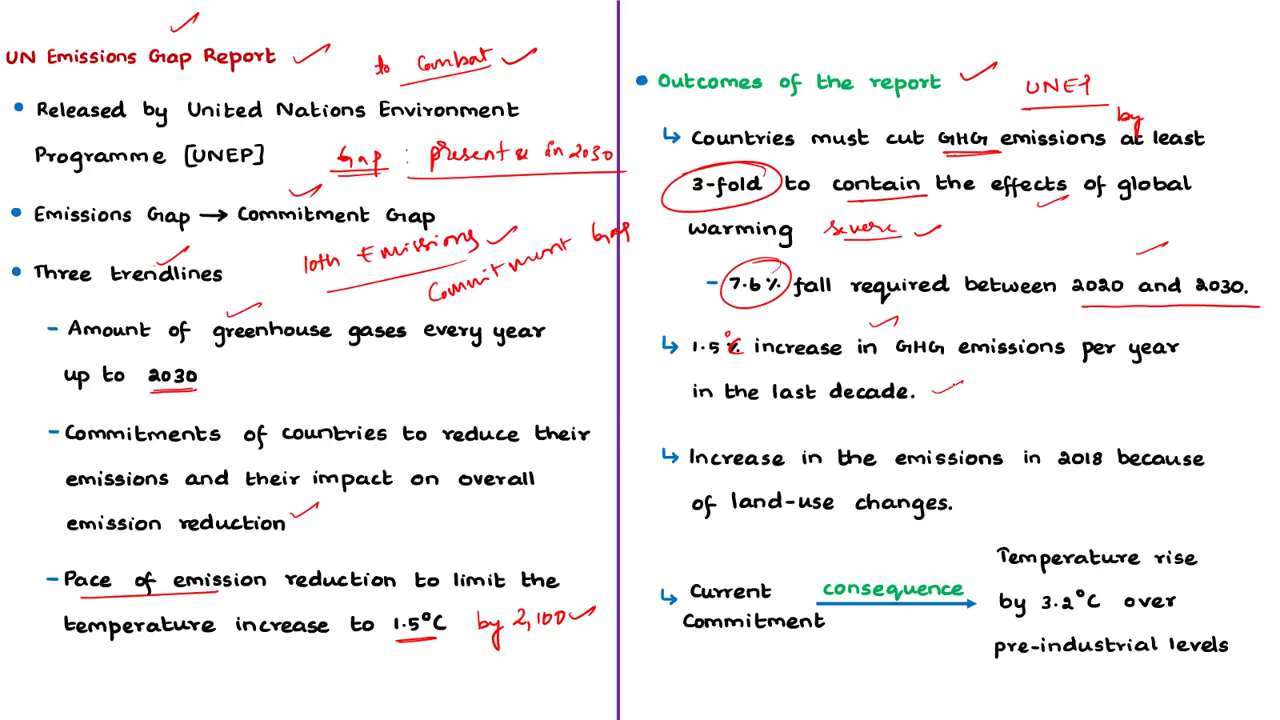 UN Emissions Gap Report
to Combat
• Released by United Nations Environment
Programme [UNEP]
Gap : present & in 2030
• Emissions Gap → Commitment Gap
10th Emissions
Commitment Gap
• Three trendlines
– Amount of greenhouse gases every year
up to 2030
– Commitments of countries to reduce their
emissions and their impact on overall
emission reduction
– Pace of emission reduction to limit the
temperature increase to 1.5°C by 2,100
• Outcomes of the report
UNEP
↳ Countries must cut GHG emissions by at least
3-fold to contain the effects of global
warming severe
– 7.6% fall required between 2020 and 2030.
↳ 1.5°C increase in GHG emissions per year
in the last decade.
↳ Increase in the emissions in 2018 because
of land-use changes.
↳ Current
Commitment
consequence
Temperature rise
by 3.2°C over
pre-industrial levels